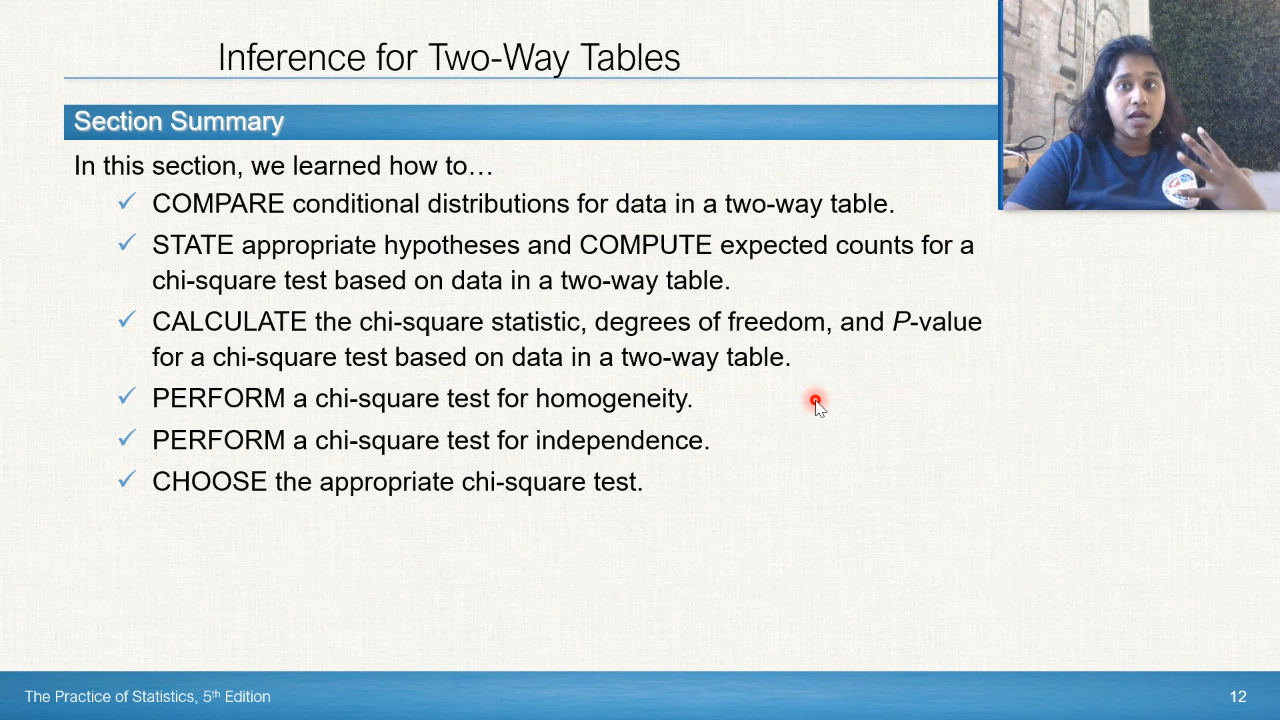 Inference for Two-Way Tables
Section Summary
In this section, we learned how to…
✓ COMPARE conditional distributions for data in a two-way table.
✓ STATE appropriate hypotheses and COMPUTE expected counts for a
chi-square test based on data in a two-way table.
✓ CALCULATE the chi-square statistic, degrees of freedom, and P-value
for a chi-square test based on data in a two-way table.
✓ PERFORM a chi-square test for homogeneity.
✓ PERFORM a chi-square test for independence.
✓ CHOOSE the appropriate chi-square test.
The Practice of Statistics, 5th Edition
12